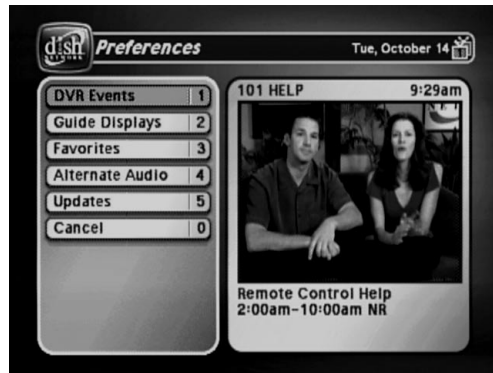 dish
NETWORK
Preferences
Tue, October 14
DVR Events 1
Guide Displays 2
Favorites 3
Alternate Audio 4
Updates 5
Cancel 0
101 HELP 9:29am
Remote Control Help
2:00am-10:00am NR